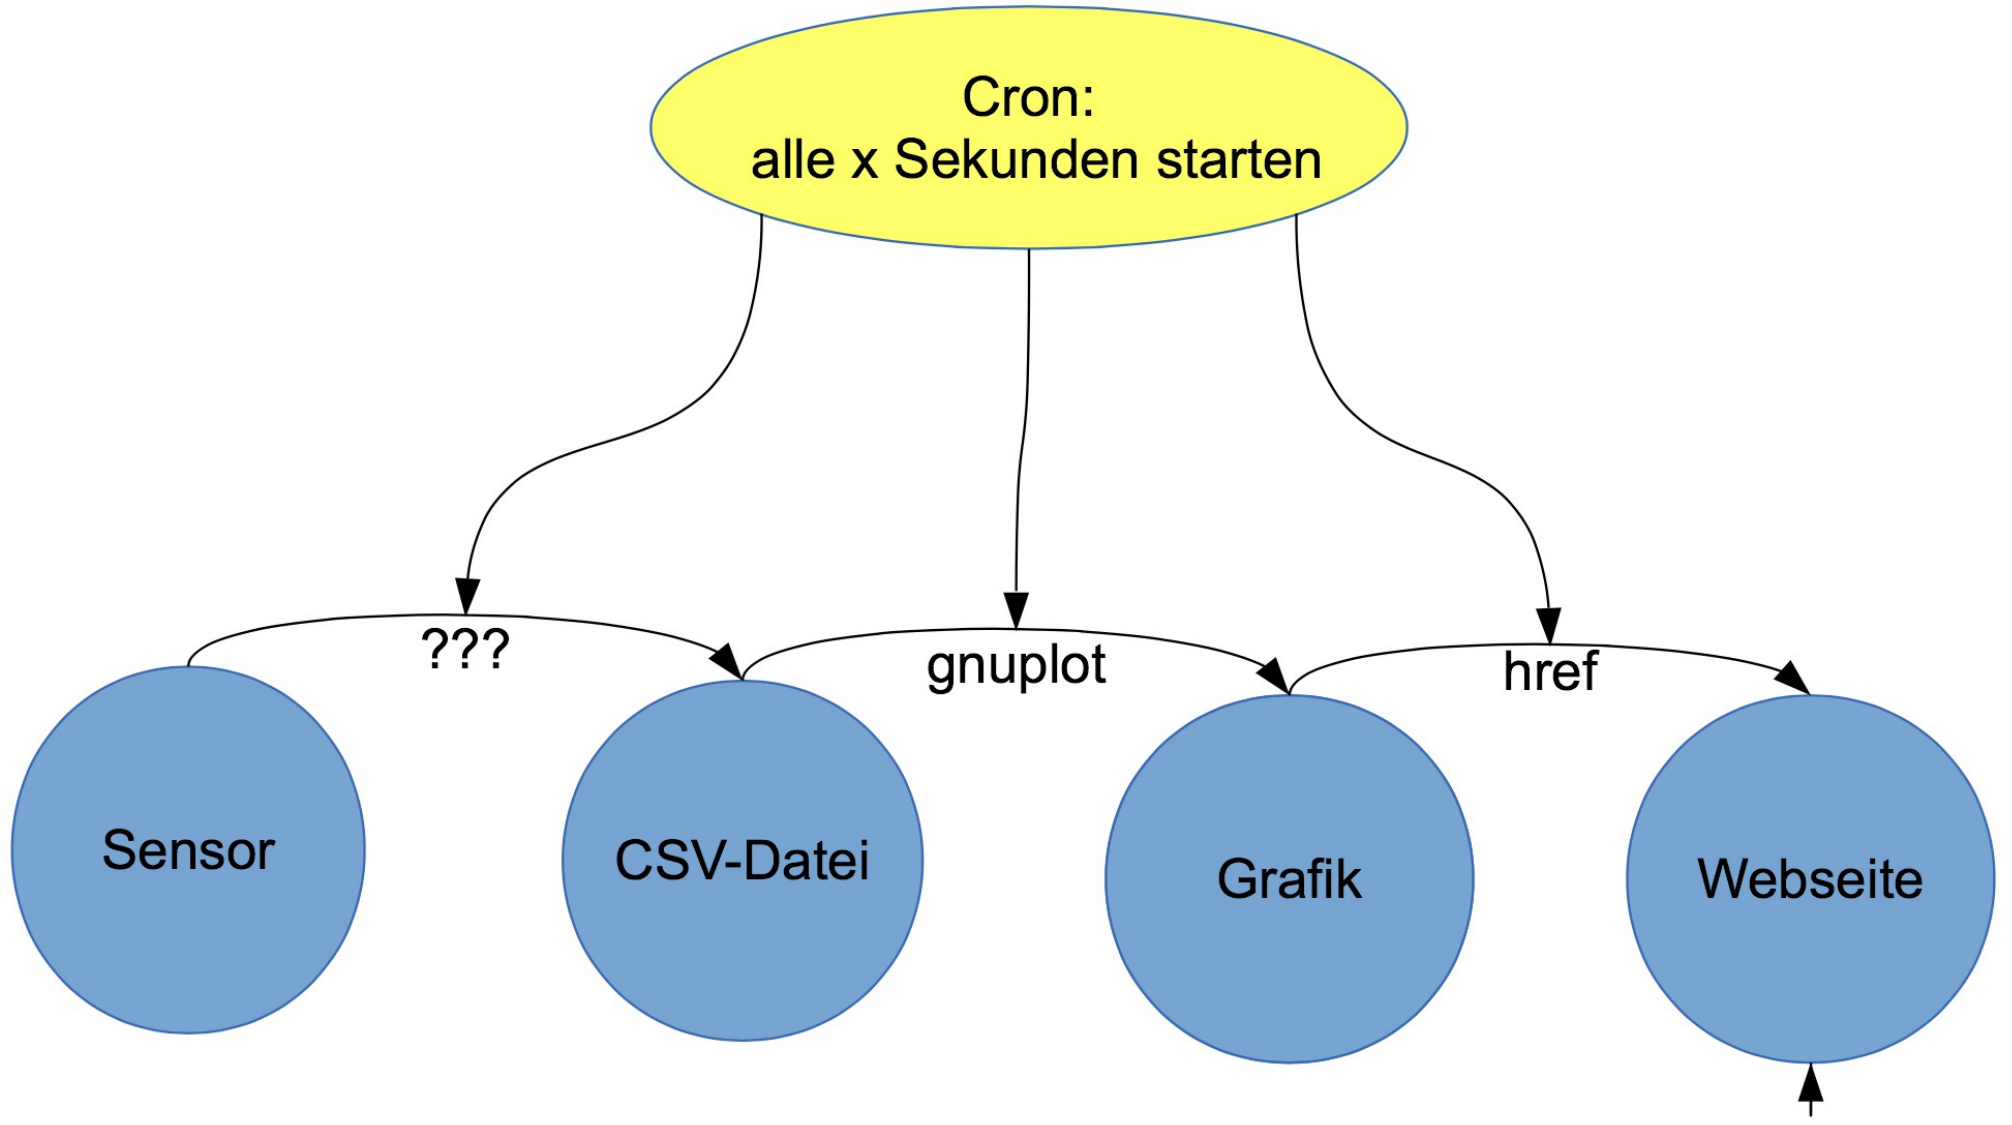 Cron:
alle x Sekunden starten
???
gnuplot
href
Sensor
CSV-Datei
Grafik
Webseite